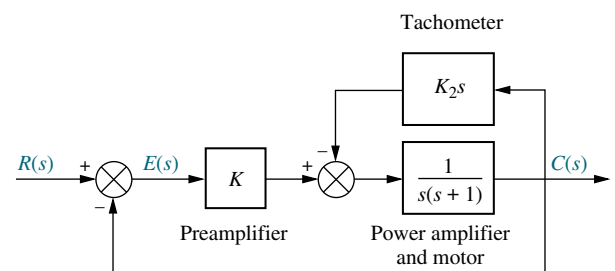 Tachometer
K₂s
−
R(s)
+
E(s)
K
+
1
s(s + 1)
C(s)
−
Preamplifier
Power amplifier
and motor